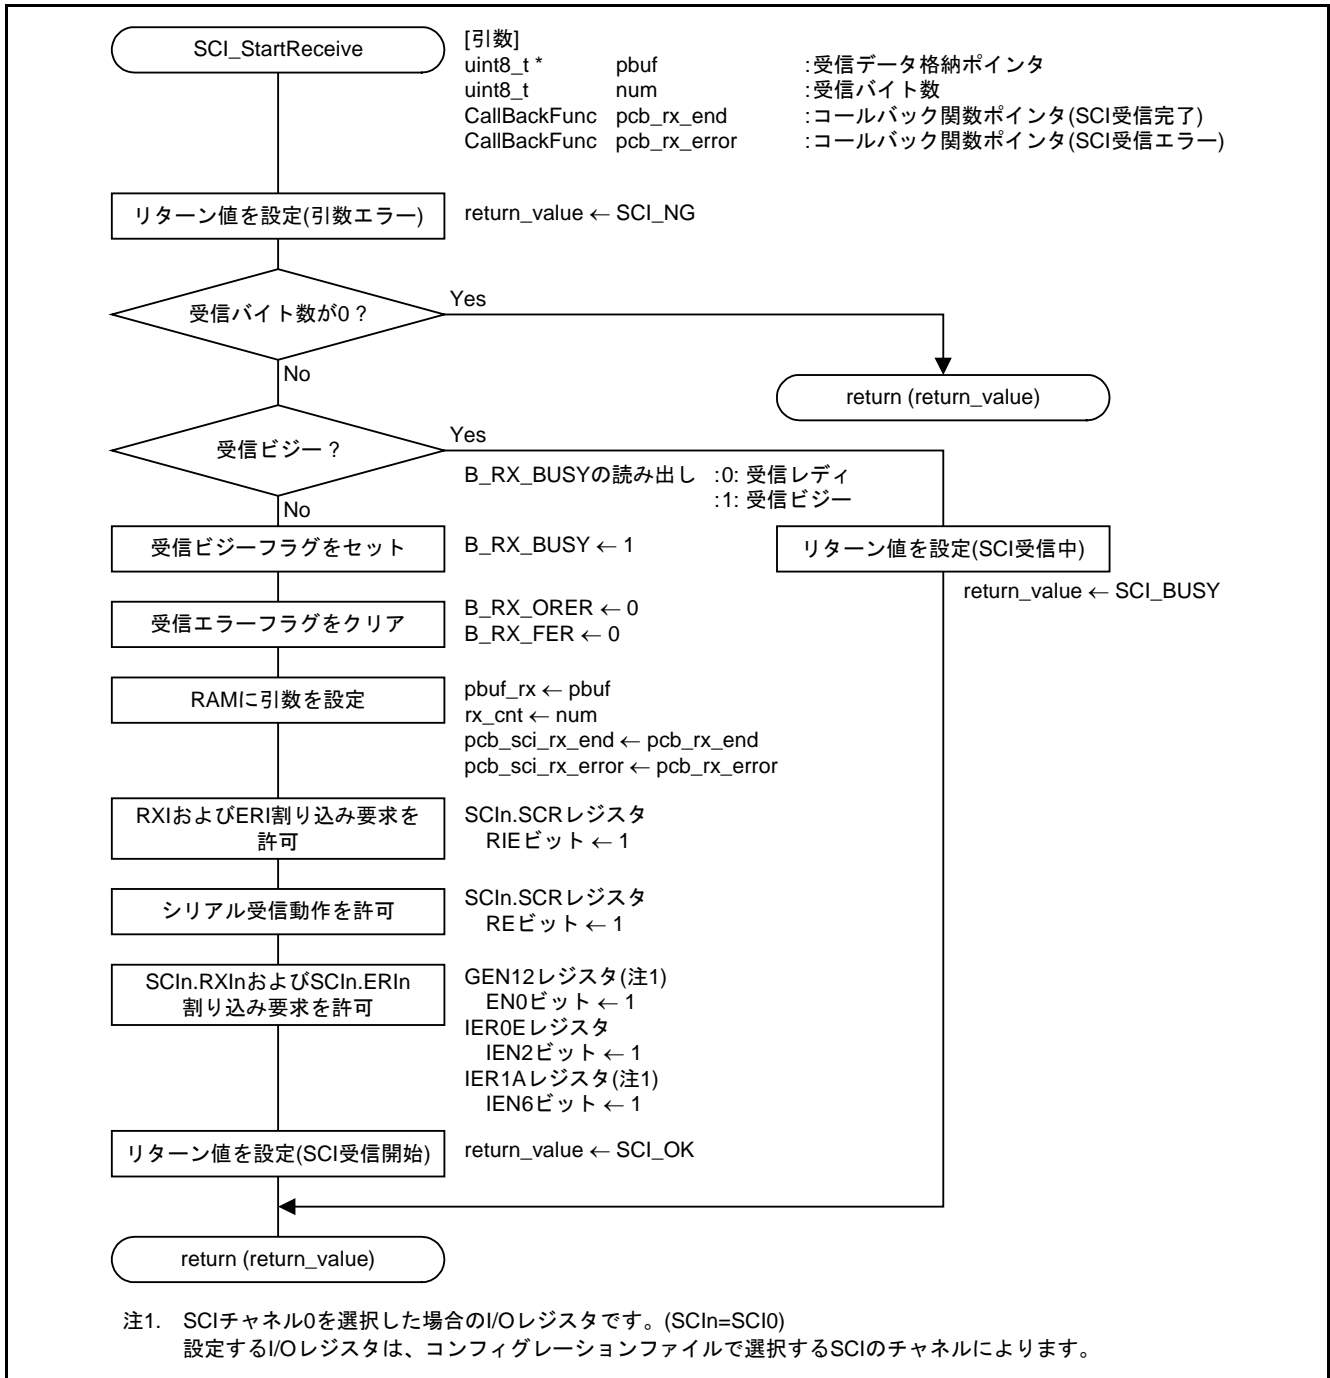 SCI_StartReceive
[引数]
uint8_t * pbuf :受信データ格納ポインタ
uint8_t num :受信バイト数
CallBackFunc pcb_rx_end :コールバック関数ポインタ(SCI受信完了)
CallBackFunc pcb_rx_error :コールバック関数ポインタ(SCI受信エラー)
リターン値を設定(引数エラー)
return_value ← SCI_NG
受信バイト数が0？
Yes
No
return (return_value)
受信ビジー？
Yes
B_RX_BUSYの読み出し :0: 受信レディ
:1: 受信ビジー
No
受信ビジーフラグをセット
B_RX_BUSY ← 1
リターン値を設定(SCI受信中)
return_value ← SCI_BUSY
受信エラーフラグをクリア
B_RX_ORER ← 0
B_RX_FER ← 0
RAMに引数を設定
pbuf_rx ← pbuf
rx_cnt ← num
pcb_sci_rx_end ← pcb_rx_end
pcb_sci_rx_error ← pcb_rx_error
RXIおよびERI割り込み要求を
許可
SCIn.SCRレジスタ
RIEビット ← 1
シリアル受信動作を許可
SCIn.SCRレジスタ
REビット ← 1
SCIn.RXInおよびSCIn.ERIn
割り込み要求を許可
GEN12レジスタ(注1)
EN0ビット ← 1
IER0Eレジスタ
IEN2ビット ← 1
IER1Aレジスタ(注1)
IEN6ビット ← 1
リターン値を設定(SCI受信開始)
return_value ← SCI_OK
return (return_value)
注1. SCIチャネル0を選択した場合のI/Oレジスタです。(SCIn=SCI0)
設定するI/Oレジスタは、コンフィグレーションファイルで選択するSCIのチャネルによります。